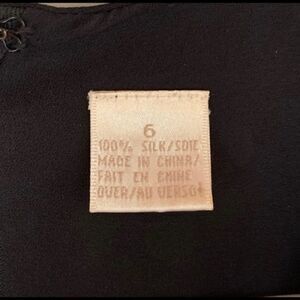 6
100% SILK/SOIE
MADE IN CHINA/
FAIT EN CHINE
OVER/AU VERSO